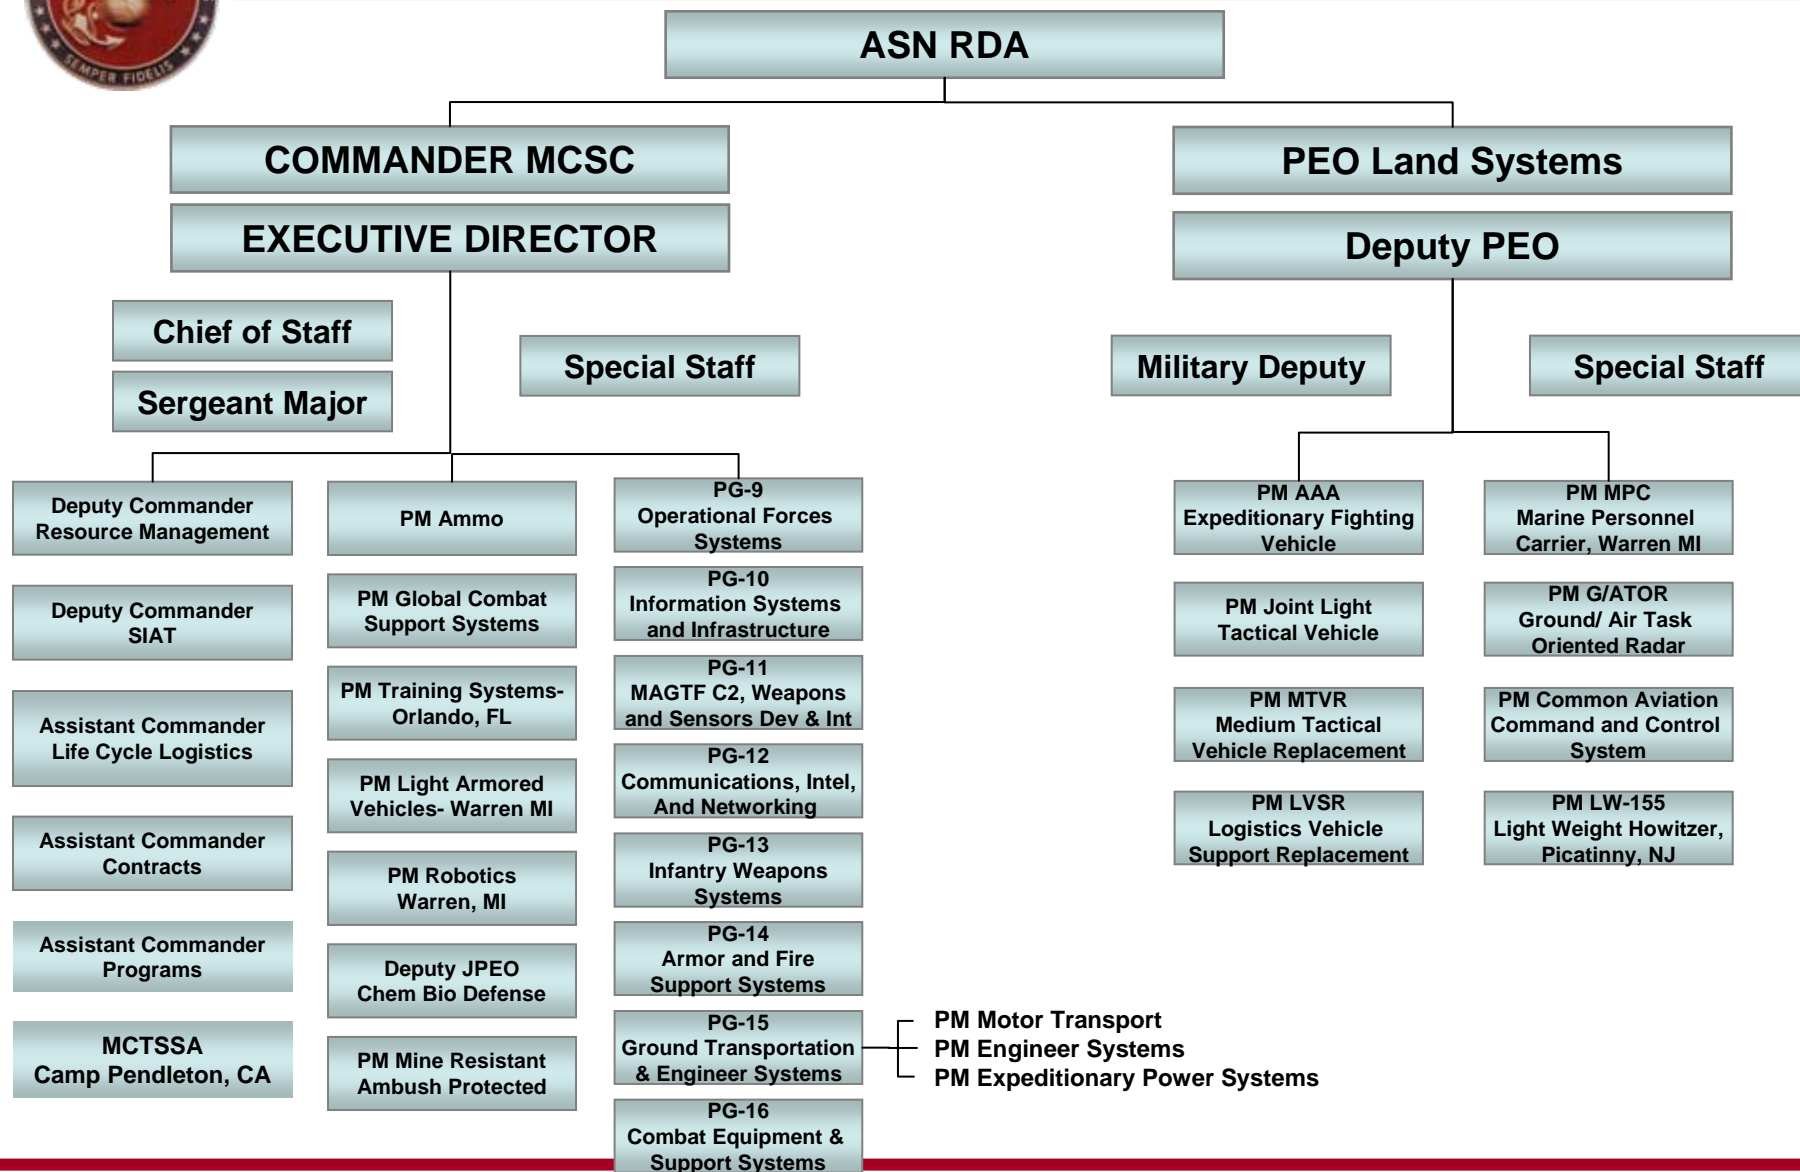 SEMPER FIDELIS
ASN RDA
COMMANDER MCSC
EXECUTIVE DIRECTOR
PEO Land Systems
Deputy PEO
Chief of Staff
Sergeant Major
Special Staff
Military Deputy
Special Staff
Deputy Commander
Resource Management
Deputy Commander
SIAT
Assistant Commander
Life Cycle Logistics
Assistant Commander
Contracts
Assistant Commander
Programs
MCTSSA
Camp Pendleton, CA
PM Ammo
PM Global Combat
Support Systems
PM Training Systems-
Orlando, FL
PM Light Armored
Vehicles- Warren MI
PM Robotics
Warren, MI
Deputy JPEO
Chem Bio Defense
PM Mine Resistant
Ambush Protected
PG-9
Operational Forces
Systems
PG-10
Information Systems
and Infrastructure
PG-11
MAGTF C2, Weapons
and Sensors Dev & Int
PG-12
Communications, Intel,
And Networking
PG-13
Infantry Weapons
Systems
PG-14
Armor and Fire
Support Systems
PG-15
Ground Transportation
& Engineer Systems
PG-16
Combat Equipment &
Support Systems
PM Motor Transport
PM Engineer Systems
PM Expeditionary Power Systems
PM AAA
Expeditionary Fighting
Vehicle
PM Joint Light
Tactical Vehicle
PM MTVR
Medium Tactical
Vehicle Replacement
PM LVSR
Logistics Vehicle
Support Replacement
PM MPC
Marine Personnel
Carrier, Warren MI
PM G/ATOR
Ground/ Air Task
Oriented Radar
PM Common Aviation
Command and Control
System
PM LW-155
Light Weight Howitzer,
Picatinny, NJ